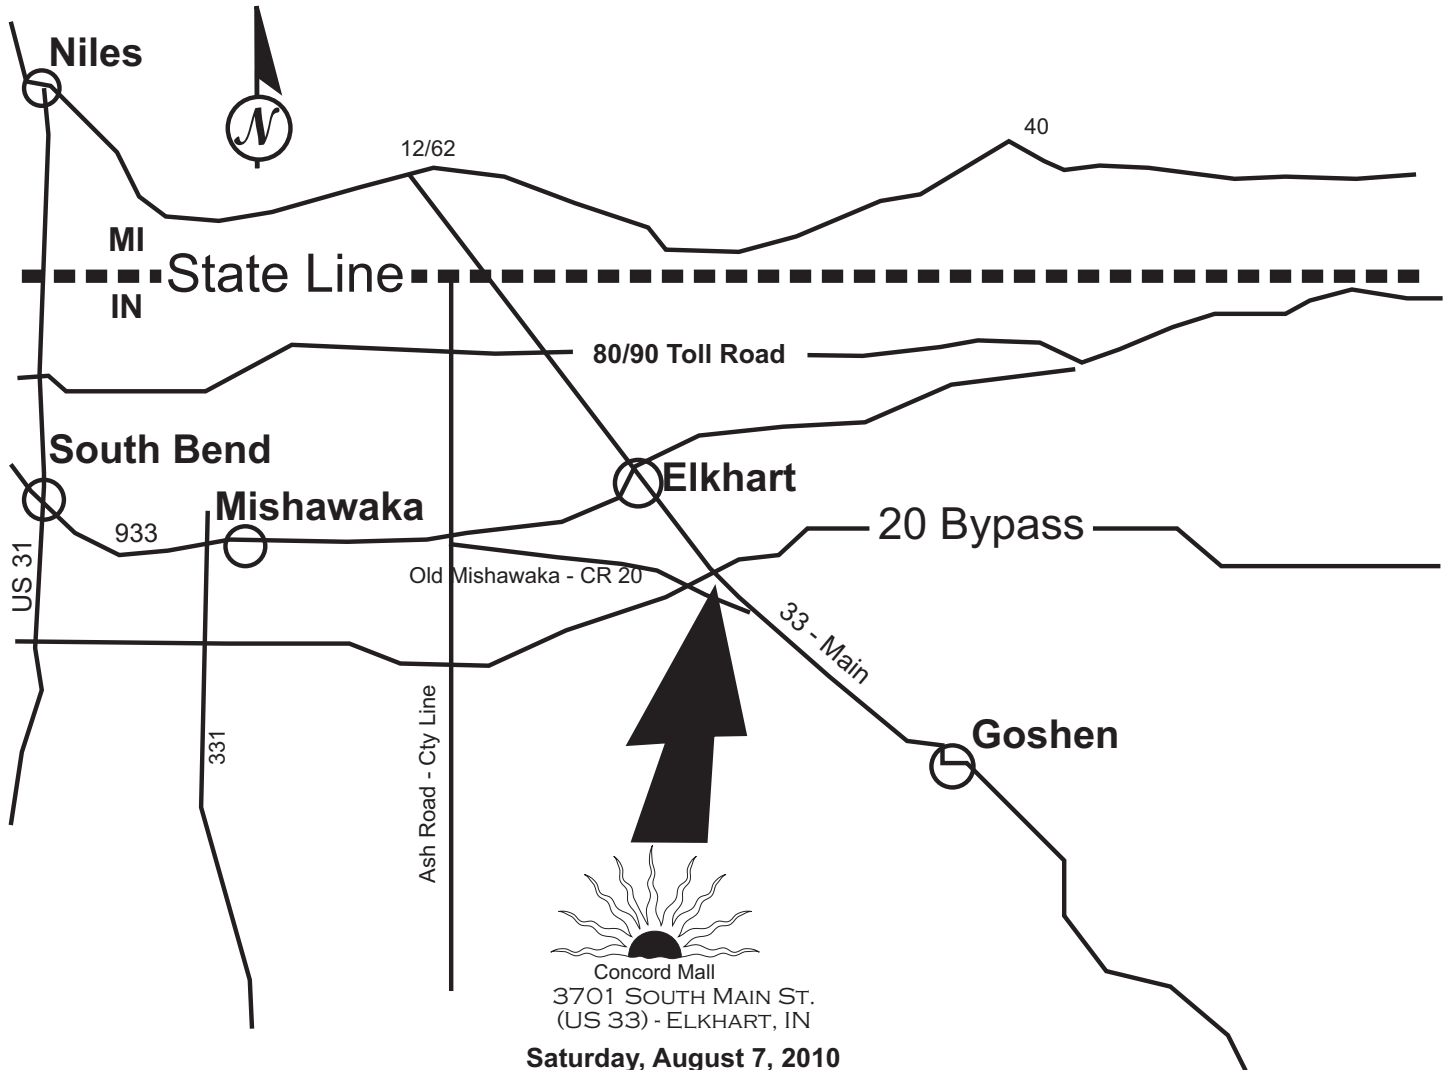 Niles
N
12/62
40
MI
State Line
IN
80/90 Toll Road
South Bend
Elkhart
Mishawaka
933
20 Bypass
US 31
Old Mishawaka - CR 20
33 - Main
Ash Road - Cty Line
331
Goshen
Concord Mall
3701 South Main St.
(US 33) - Elkhart, IN
Saturday, August 7, 2010